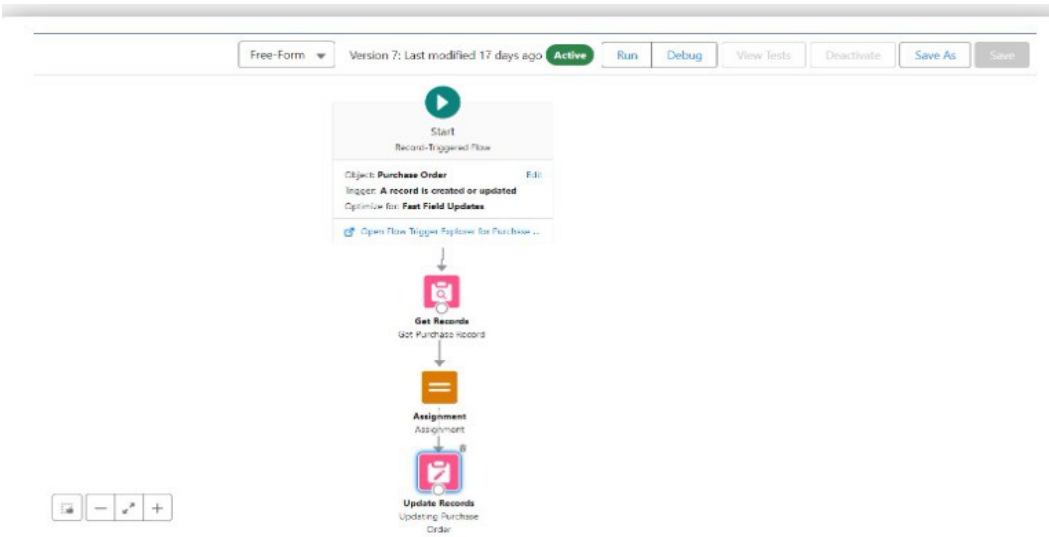 Free-Form Version 7: Last modified 17 days ago Active Run Debug View Tests Deactivate Save As Save
Start
Record-Triggered Flow
Object: Purchase Order Edit
Trigger: A record is created or updated
Optimize for: Fast Field Updates
Open Flow Trigger Explorer for Purchase ...
Get Records
Get Purchase Record
Assignment
Assignment
Update Records
Updating Purchase
Order